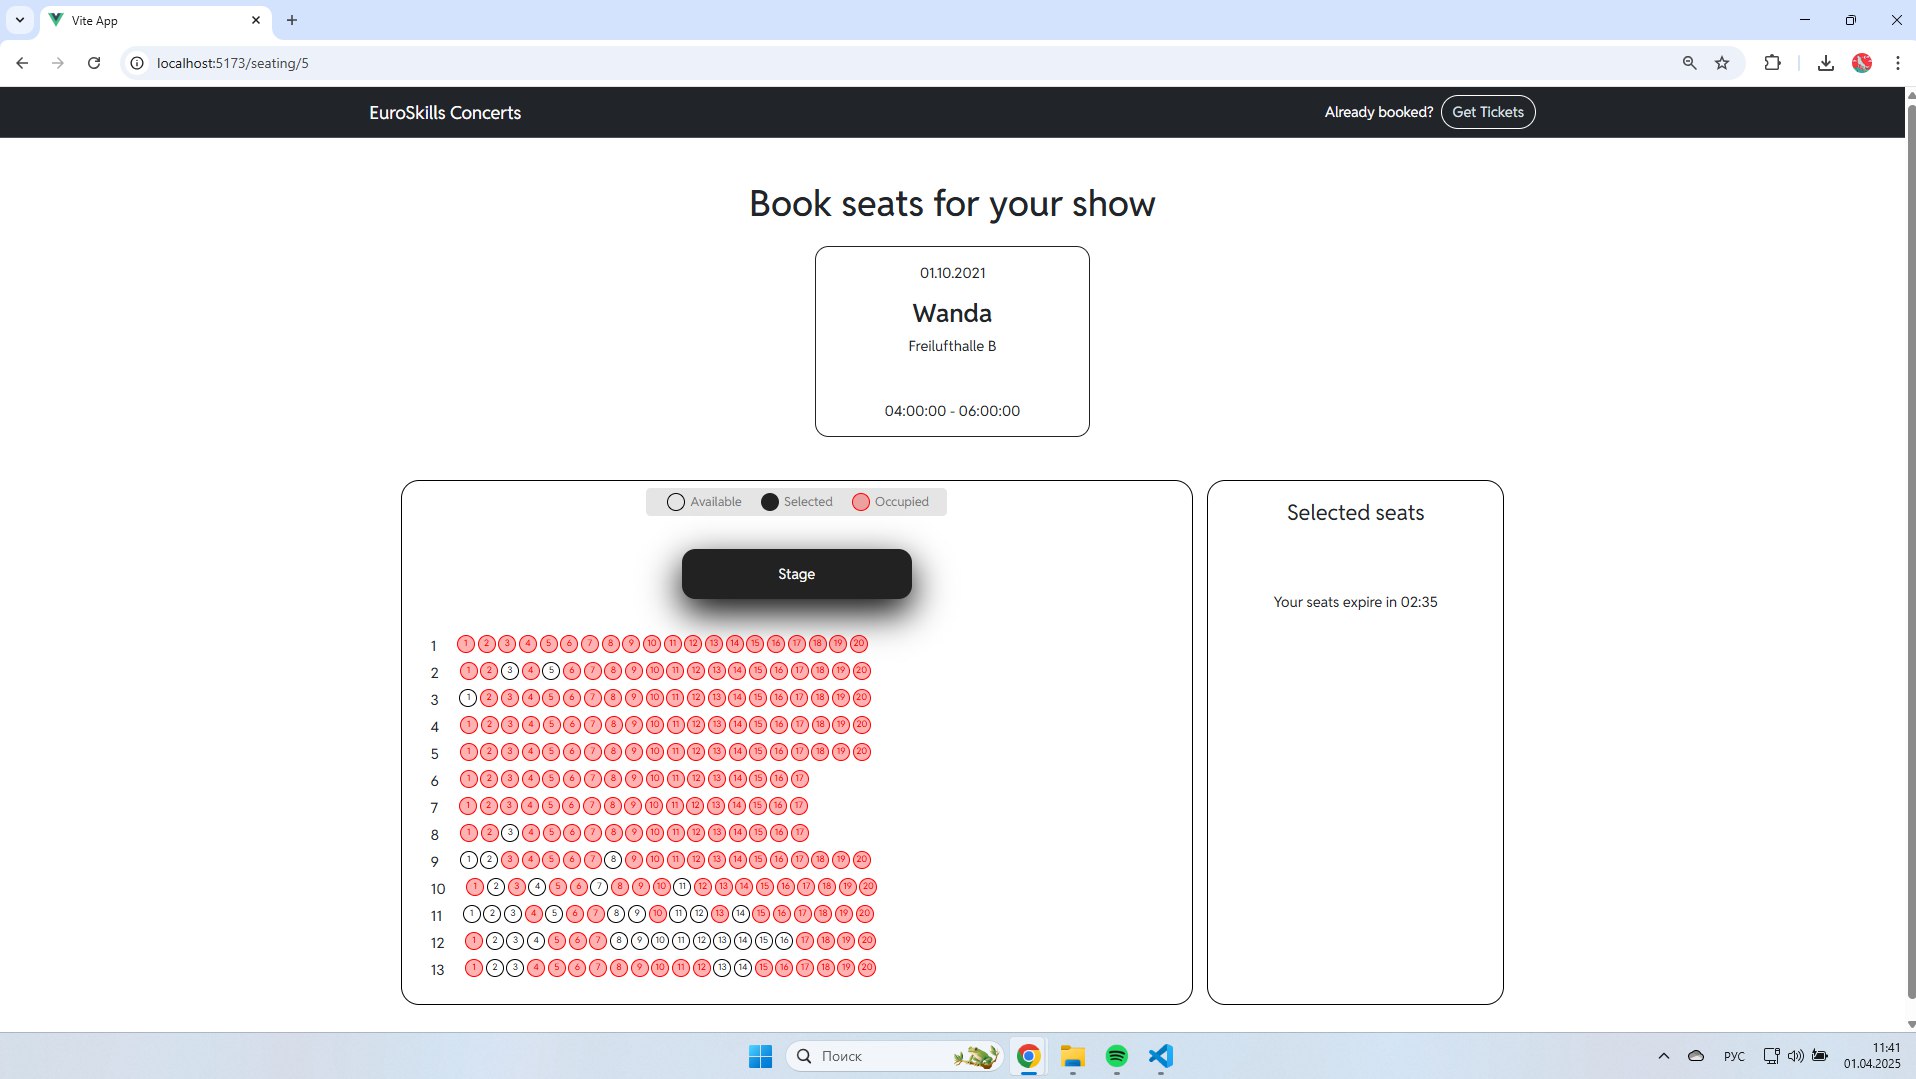 Vite App
localhost:5173/seating/5
EuroSkills Concerts
Already booked? Get Tickets
Book seats for your show
01.10.2021
Wanda
Freilufthalle B
04:00:00 - 06:00:00
Available Selected Occupied
Selected seats
Stage
Your seats expire in 02:35
1 1 2 3 4 5 6 7 8 9 10 11 12 13 14 15 16 17 18 19 20
2 1 2 3 4 5 6 7 8 9 10 11 12 13 14 15 16 17 18 19 20
3 1 2 3 4 5 6 7 8 9 10 11 12 13 14 15 16 17 18 19 20
4 1 2 3 4 5 6 7 8 9 10 11 12 13 14 15 16 17 18 19 20
5 1 2 3 4 5 6 7 8 9 10 11 12 13 14 15 16 17 18 19 20
6 1 2 3 4 5 6 7 8 9 10 11 12 13 14 15 16 17
7 1 2 3 4 5 6 7 8 9 10 11 12 13 14 15 16 17
8 1 2 3 4 5 6 7 8 9 10 11 12 13 14 15 16 17
9 1 2 3 4 5 6 7 8 9 10 11 12 13 14 15 16 17 18 19 20
10 1 2 3 4 5 6 7 8 9 10 11 12 13 14 15 16 17 18 19 20
11 1 2 3 4 5 6 7 8 9 10 11 12 13 14 15 16 17 18 19 20
12 1 2 3 4 5 6 7 8 9 10 11 12 13 14 15 16 17 18 19 20
13 1 2 3 4 5 6 7 8 9 10 11 12 13 14 15 16 17 18 19 20
Поиск
РУС
11:41
01.04.2025